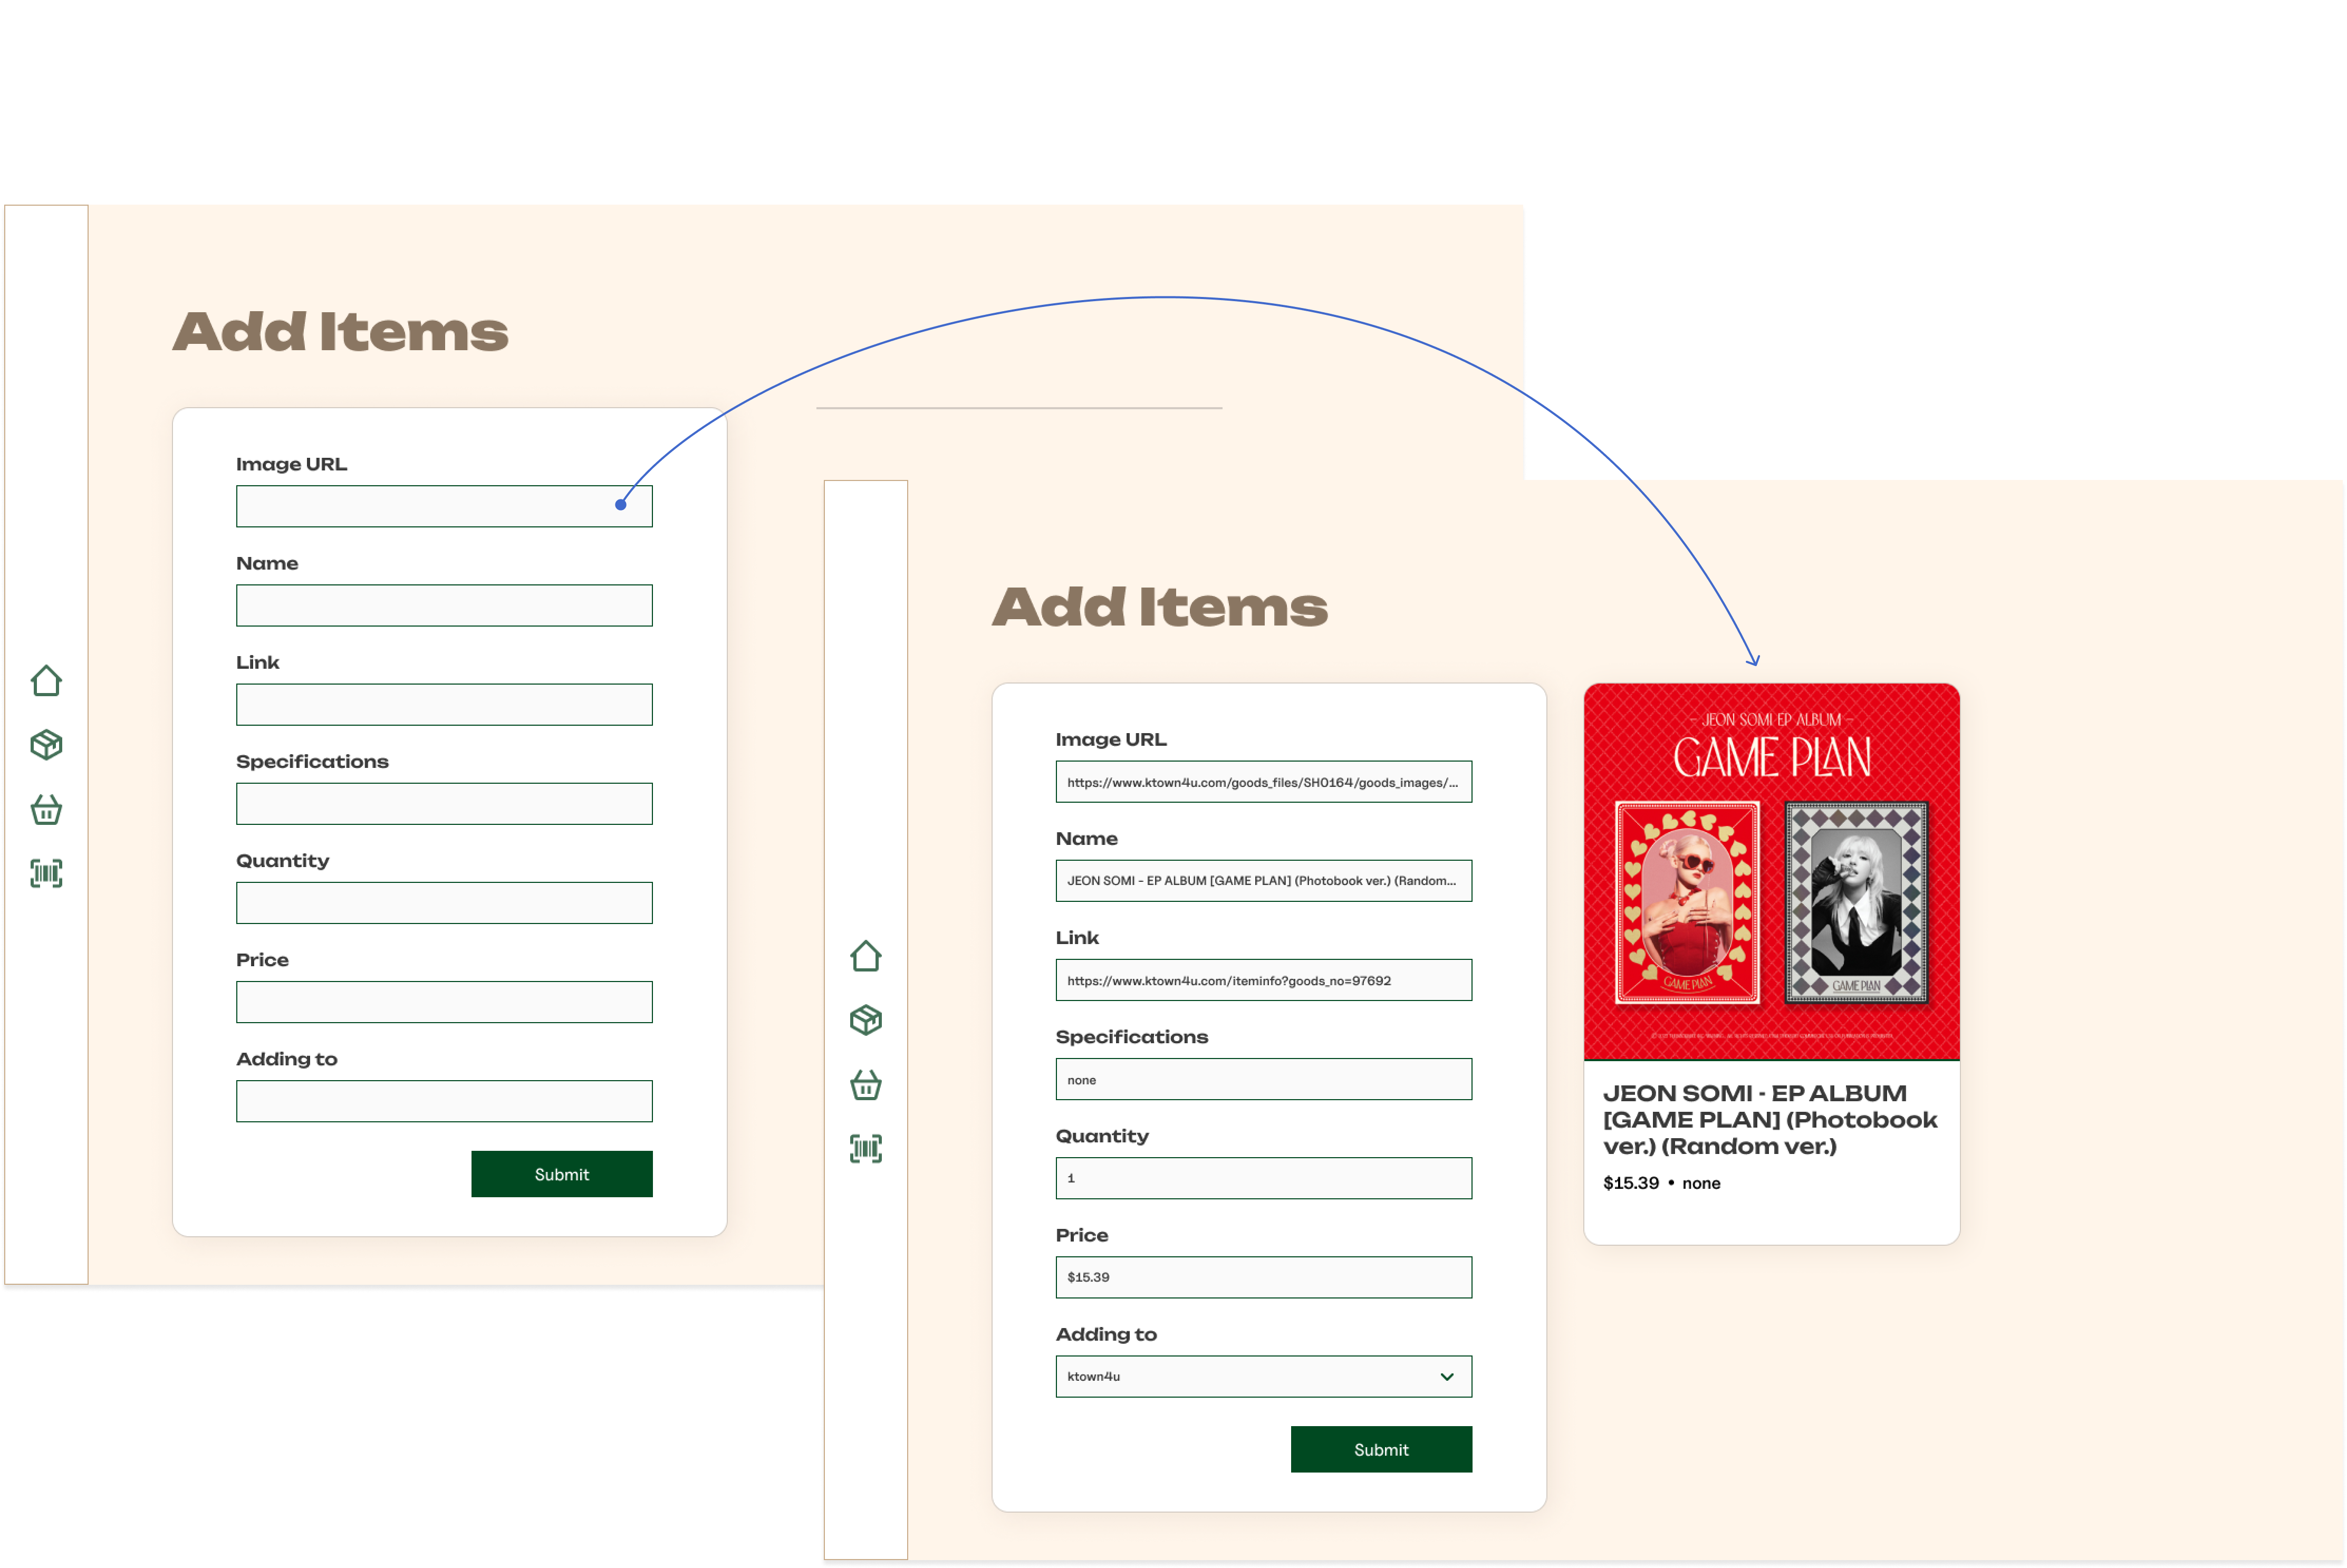 Add Items
Image URL
Name
Link
Specifications
Quantity
Price
Adding to
Submit
Add Items
Image URL
https://www.ktown4u.com/goods_files/SH0164/goods_images/...
Name
JEON SOMI - EP ALBUM [GAME PLAN] (Photobook ver.) (Random...
Link
https://www.ktown4u.com/iteminfo?goods_no=97692
Specifications
none
Quantity
1
Price
$15.39
Adding to
ktown4u
Submit
– JEON SOMI EP ALBUM –
GAME PLAN
GAME PLAN
GAME PLAN
JEON SOMI - EP ALBUM
[GAME PLAN] (Photobook
ver.) (Random ver.)
$15.39 • none